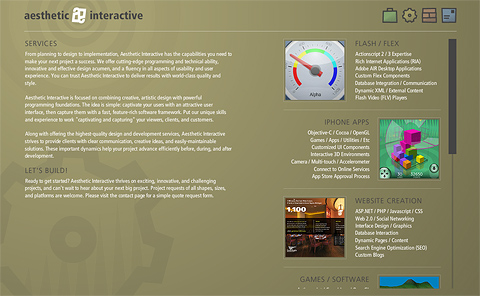 aesthetic interactive
SERVICES
From planning to design to implementation, Aesthetic Interactive has the capabilities you need to
make your next project a success. We offer cutting-edge programming and technical ability,
innovative and effective design acumen, and a fluency in all aspects of usability and user
experience. You can trust Aesthetic Interactive to deliver results with world-class quality and
style.
Aesthetic Interactive is focused on combining creative, artistic design with powerful
programming foundations. The idea is simple: captivate your users with an attractive user
interface, then capture them with a fast, feature-rich software framework. Put our unique skills
and experience to work "captivating and capturing" your viewers, clients, and customers.
Along with offering the highest-quality design and development services, Aesthetic Interactive
strives to provide clients with clear communication, creative ideas, and easily-maintainable
solutions. These important dynamics help your project advance efficiently before, during, and after
development.
LET'S BUILD!
Ready to get started? Aesthetic Interactive thrives on exciting, innovative, and challenging
projects, and can't wait to hear about your next big project. Project requests of all shapes, sizes,
and platforms are welcome. Please visit the contact page for a simple quote request form.
Alpha
FLASH / FLEX
Actionscript 2 / 3 Expertise
Rich Internet Applications (RIA)
Adobe AIR Desktop Applications
Custom Flex Components
Database Integration / Communication
Dynamic XML / External Content
Flash Video (FLV) Players
IPHONE APPS
Objective-C / Cocoa / OpenGL
Games / Apps / Utilities / Etc
Customized UI Components
Interactive 3D Environments
Camera / Multi-touch / Accelerometer
Connect to Online Services
App Store Approval Process
WEBSITE CREATION
ASP.NET / PHP / Javascript / CSS
Web 2.0 / Social Networking
Interface Design / Graphics
Database Interaction
Dynamic Pages / Content
Search Engine Optimization (SEO)
Custom Blogs
GAMES / SOFTWARE